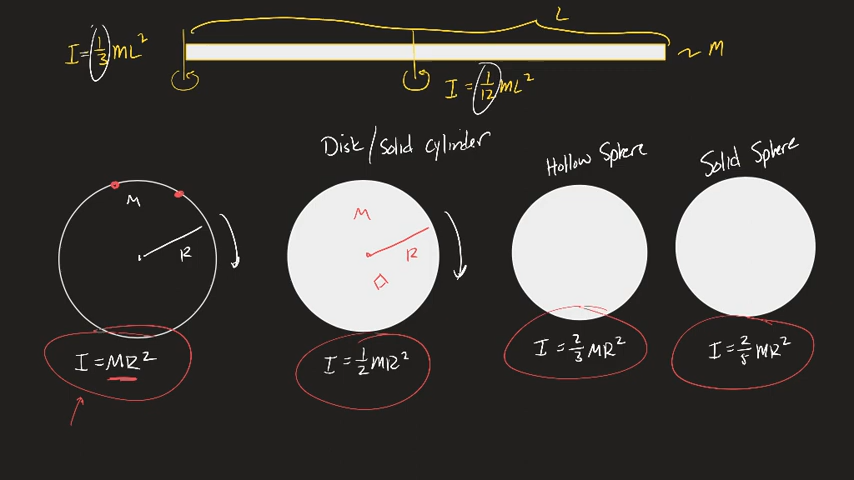 L
I = 1/3 ML²
M
I = 1/12 ML²
Disk/Solid cylinder
Hollow Sphere
Solid Sphere
M
R
M
R
I = MR²
I = 1/2 MR²
I = 2/3 MR²
I = 2/5 MR²